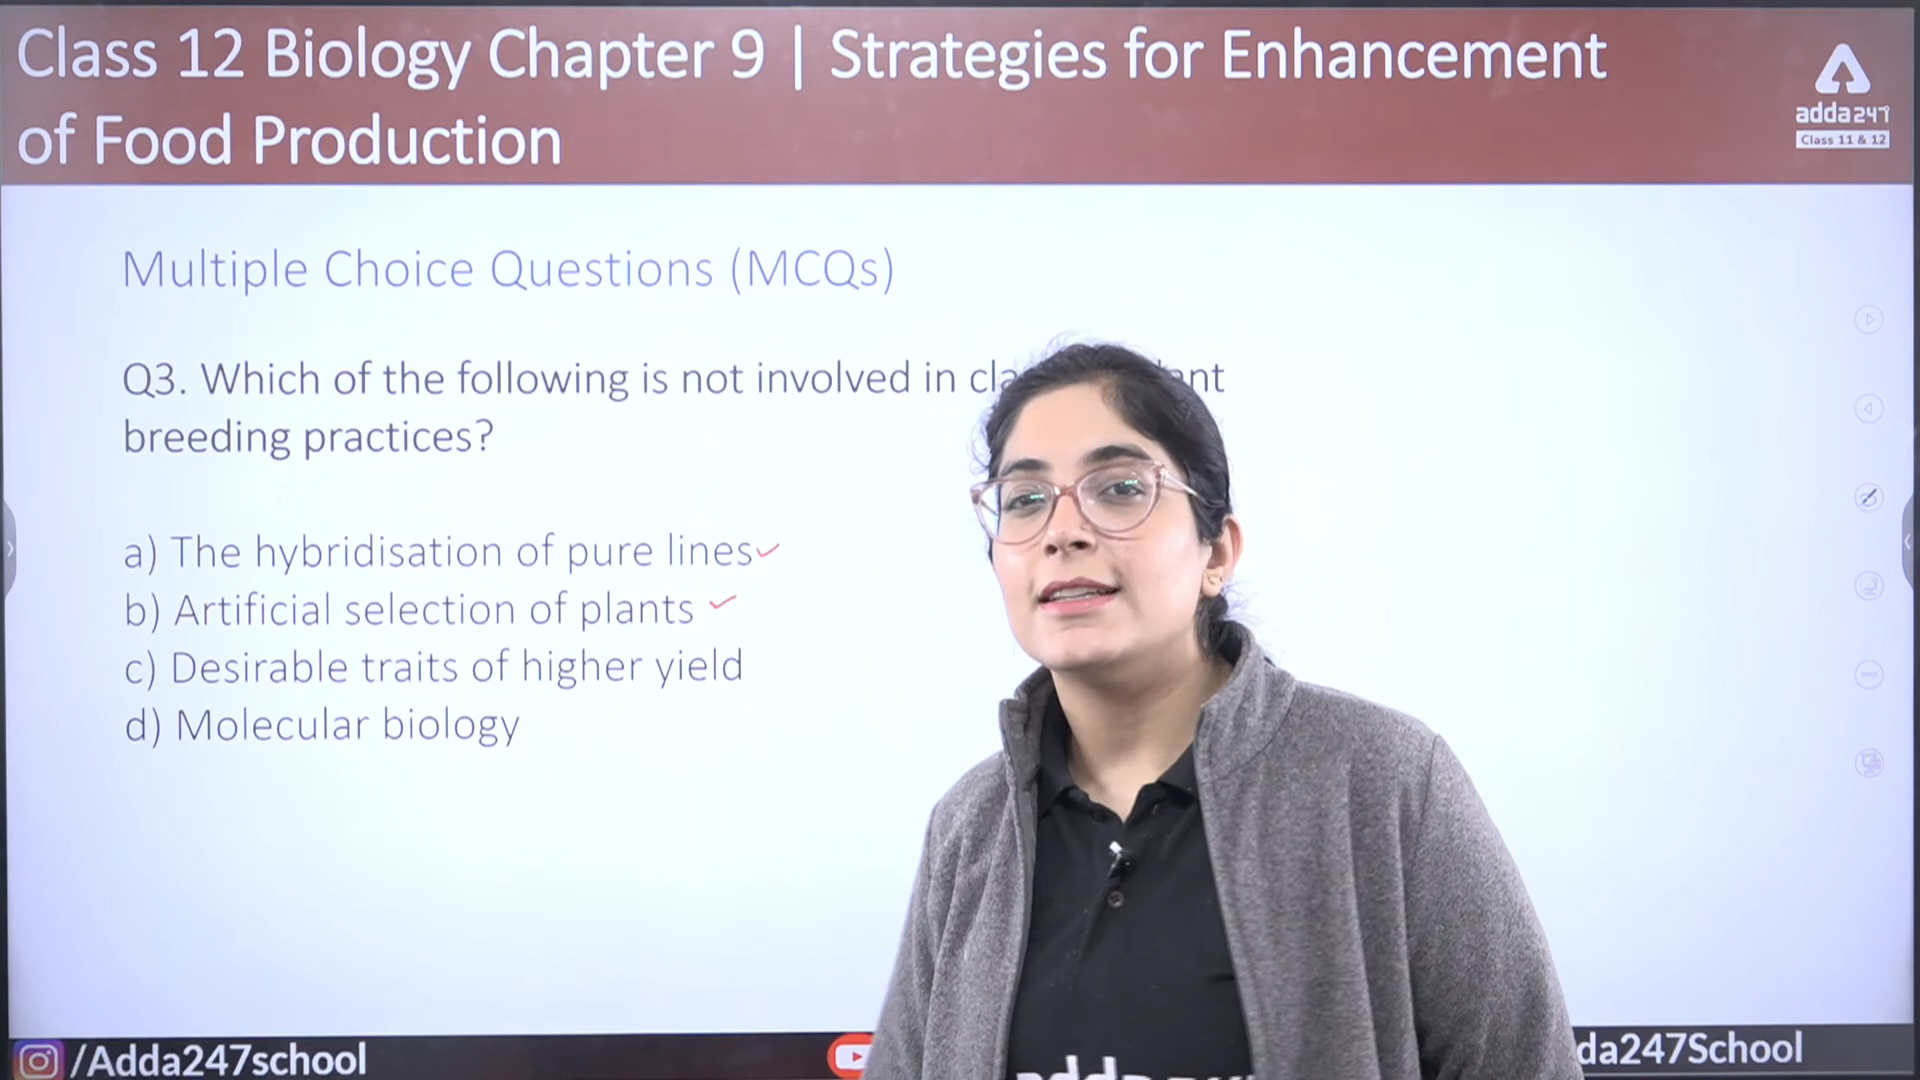 Class 12 Biology Chapter 9 | Strategies for Enhancement
of Food Production
adda247
Class 11 & 12
Multiple Choice Questions (MCQs)
Q3. Which of the following is not involved in
breeding practices?
a) The hybridisation of pure lines
b) Artificial selection of plants
c) Desirable traits of higher yield
d) Molecular biology
/Adda247school
da247School
adda